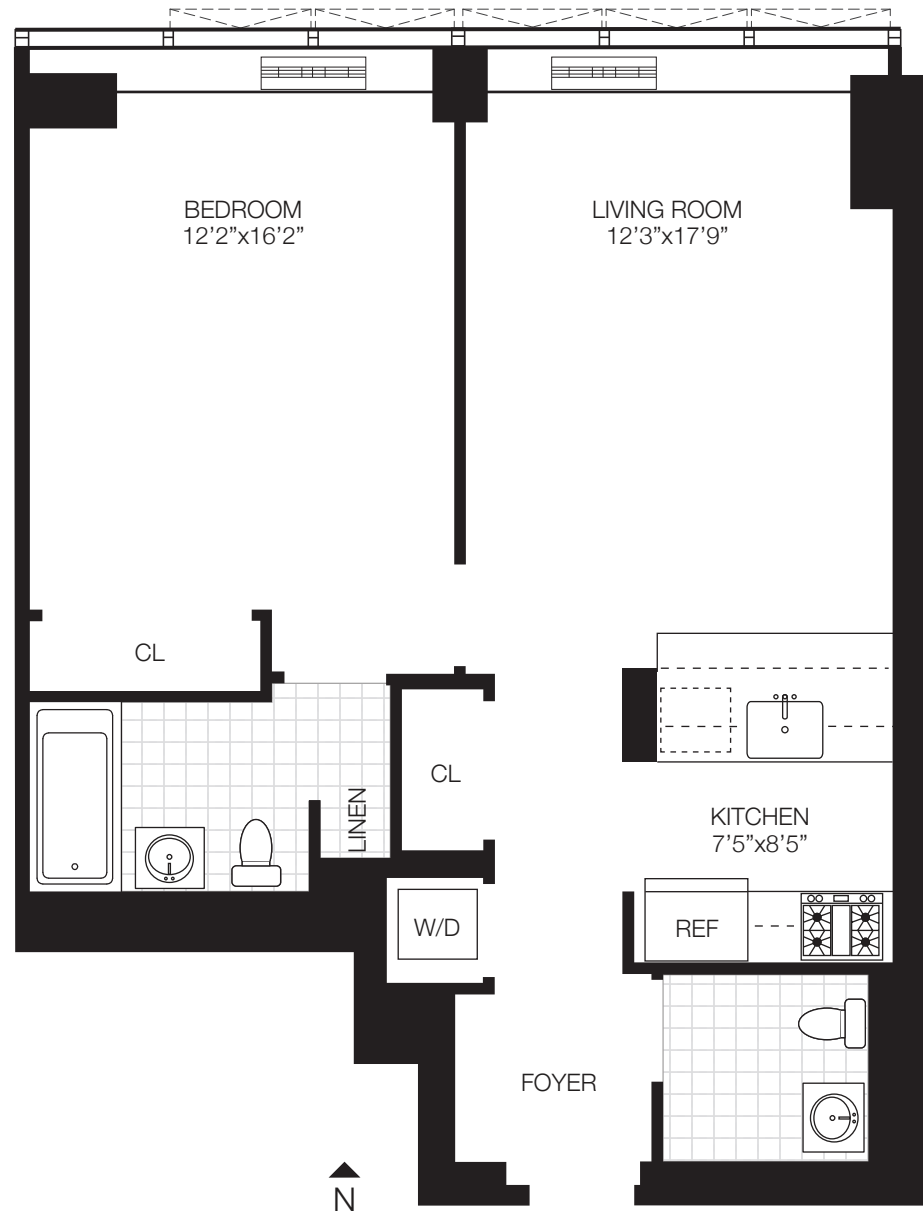 BEDROOM
12’2”x16’2”
LIVING ROOM
12’3”x17’9”
CL
CL
LINEN
KITCHEN
7’5”x8’5”
W/D
REF
FOYER
N